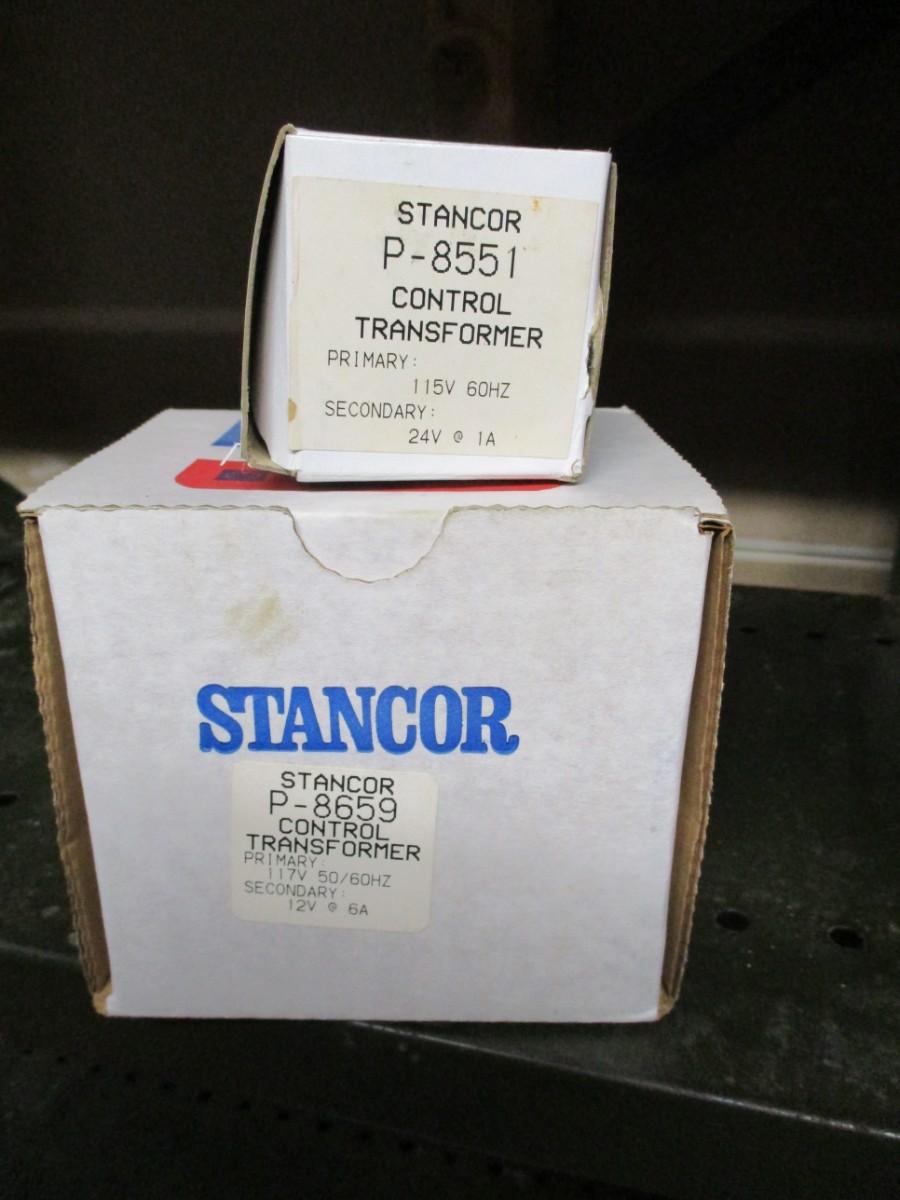 STANCOR
P-8551
CONTROL
TRANSFORMER
PRIMARY:
115V 60HZ
SECONDARY:
24V @ 1A
STANCOR
STANCOR
P-8659
CONTROL
TRANSFORMER
PRIMARY:
117V 50/60HZ
SECONDARY:
12V @ 6A